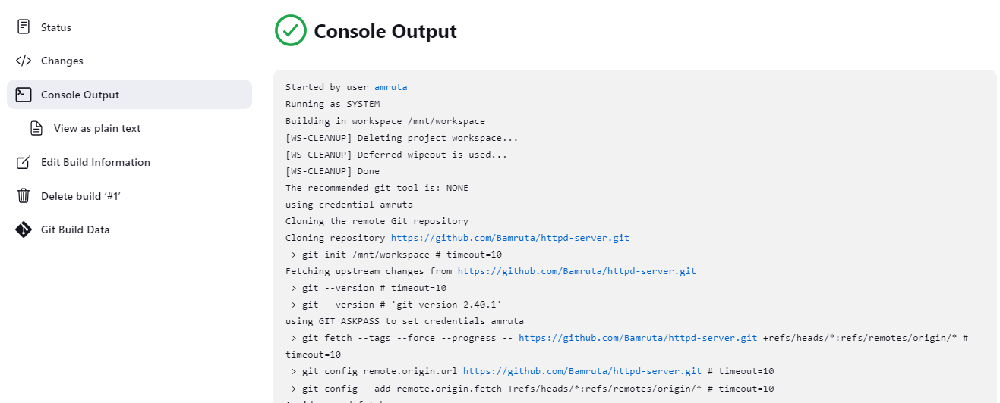 Status
Changes
Console Output
View as plain text
Edit Build Information
Delete build ‘#1’
Git Build Data
Console Output
Started by user amruta
Running as SYSTEM
Building in workspace /mnt/workspace
[WS-CLEANUP] Deleting project workspace...
[WS-CLEANUP] Deferred wipeout is used...
[WS-CLEANUP] Done
The recommended git tool is: NONE
using credential amruta
Cloning the remote Git repository
Cloning repository https://github.com/Bamruta/httpd-server.git
> git init /mnt/workspace # timeout=10
Fetching upstream changes from https://github.com/Bamruta/httpd-server.git
> git --version # timeout=10
> git --version # 'git version 2.40.1'
using GIT_ASKPASS to set credentials amruta
> git fetch --tags --force --progress -- https://github.com/Bamruta/httpd-server.git +refs/heads/*:refs/remotes/origin/* #
timeout=10
> git config remote.origin.url https://github.com/Bamruta/httpd-server.git # timeout=10
> git config --add remote.origin.fetch +refs/heads/*:refs/remotes/origin/* # timeout=10